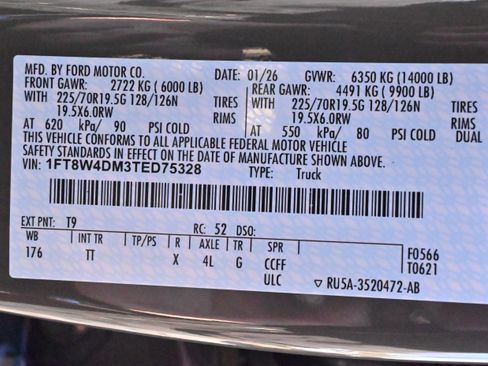 MFD. BY FORD MOTOR CO. DATE: 01/26 GVWR: 6350 KG (14000 LB)
FRONT GAWR: 2722 KG (6000 LB) REAR GAWR: 4491 KG (9900 LB)
WITH 225/70R19.5G 128/126N TIRES WITH 225/70R19.5G 128/126N TIRES
19.5X6.0RW RIMS 19.5X6.0RW RIMS
AT 620 kPa/ 90 PSI COLD AT 550 kPa/ 80 PSI COLD DUAL
THIS VEHICLE CONFORMS TO ALL APPLICABLE FEDERAL MOTOR VEHICLE
SAFETY STANDARDS IN EFFECT ON THE DATE OF MANUFACTURE SHOWN ABOVE.
VIN: 1FT8W4DM3TED75328 TYPE: Truck
EXT PNT: T9 RC: 52 DSO:
WB INT TR TP/PS R AXLE TR SPR F0566
176 TT X 4L G CCFF T0621
ULC RU5A-3520472-AB